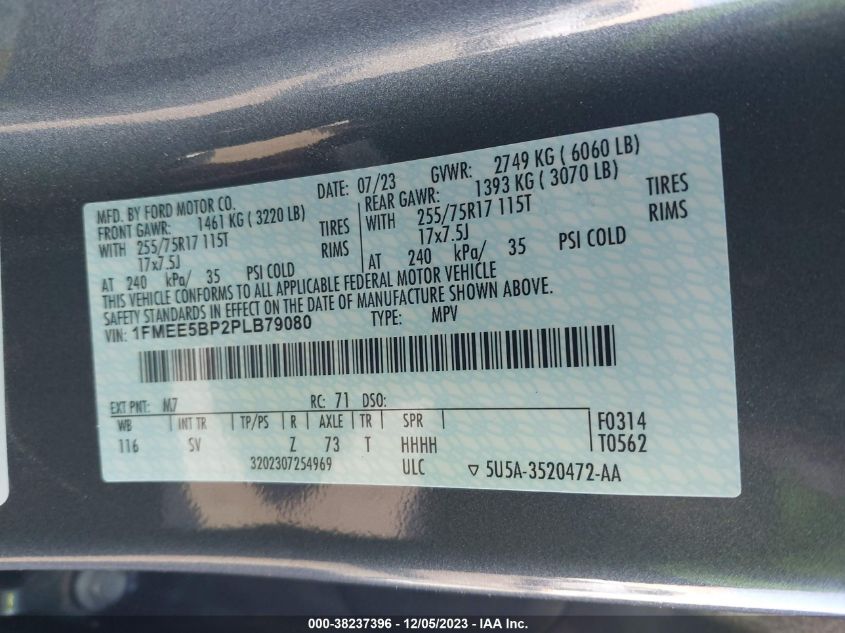 MFD. BY FORD MOTOR CO. DATE: 07/23 GVWR: 2749 KG ( 6060 LB)
FRONT GAWR: 1461 KG ( 3220 LB) REAR GAWR: 1393 KG ( 3070 LB)
WITH 255/75R17 115T TIRES WITH 255/75R17 115T TIRES
17x7.5J RIMS 17x7.5J RIMS
AT 240 kPa/ 35 PSI COLD AT 240 kPa/ 35 PSI COLD
THIS VEHICLE CONFORMS TO ALL APPLICABLE FEDERAL MOTOR VEHICLE
SAFETY STANDARDS IN EFFECT ON THE DATE OF MANUFACTURE SHOWN ABOVE.
VIN: 1FMEE5BP2PLB79080 TYPE: MPV
EXT PNT: M7 RC: 71 DSO:
WB INT TR TP/PS R AXLE TR SPR F0314
116 SV Z 73 T HHHH T0562
3202307254969 ULC ▽ 5U5A-3520472-AA
000-38237396 - 12/05/2023 - IAA Inc.